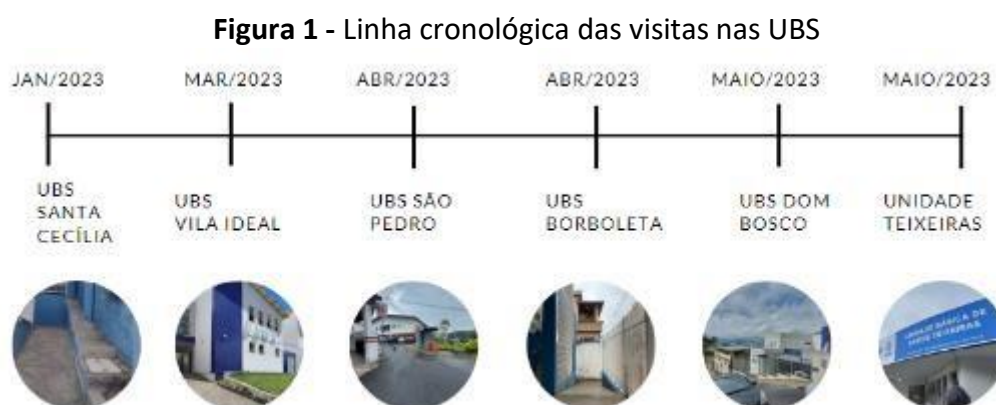 Figura 1 - Linha cronológica das visitas nas UBS
JAN/2023
MAR/2023
ABR/2023
ABR/2023
MAIO/2023
MAIO/2023
UBS
SANTA
CECÍLIA
UBS
VILA IDEAL
UBS SÃO
PEDRO
UBS
BORBOLETA
UBS DOM
BOSCO
UNIDADE
TEIXEIRAS